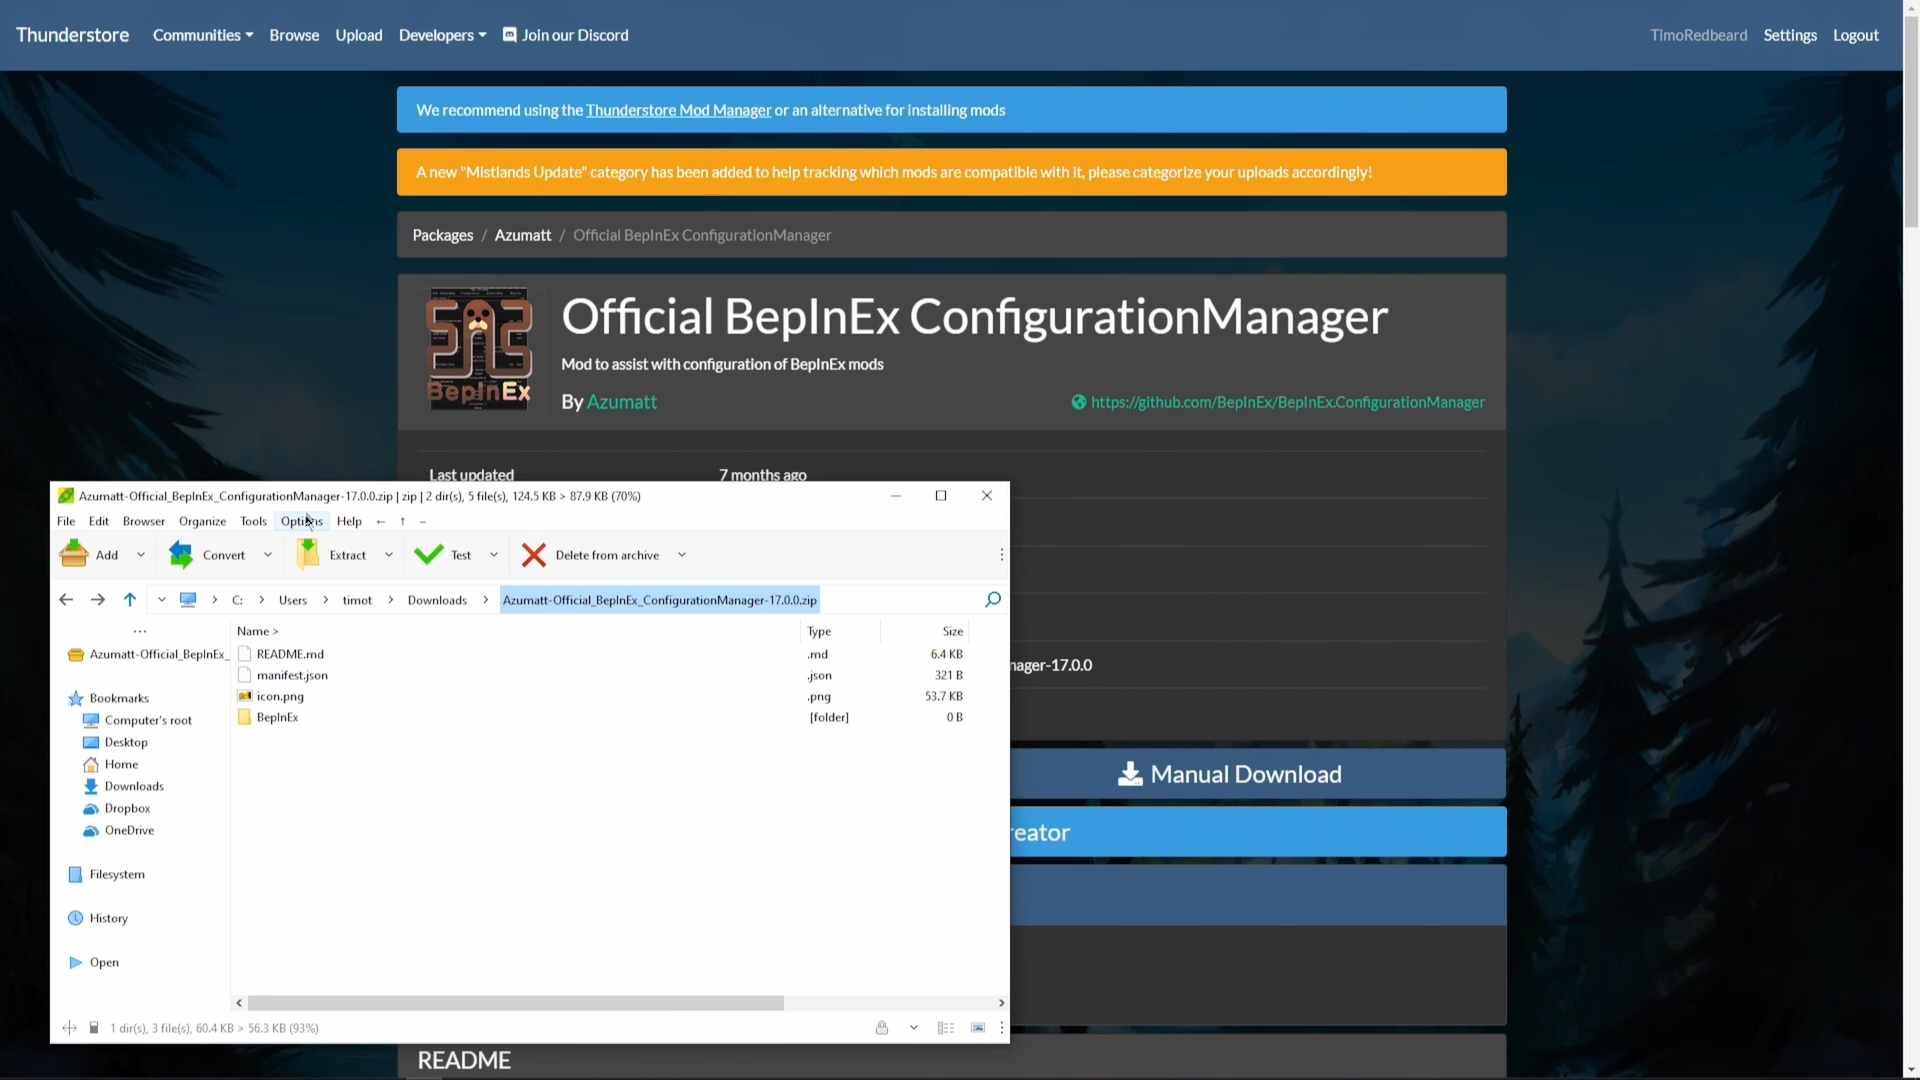 Thunderstore Communities Browse Upload Developers Join our Discord TimoRedbeard Settings Logout
We recommend using the Thunderstore Mod Manager or an alternative for installing mods
A new "Mistlands Update" category has been added to help tracking which mods are compatible with it, please categorize your uploads accordingly!
Packages / Azumatt / Official BepInEx ConfigurationManager
BepInEx
Official BepInEx ConfigurationManager
Mod to assist with configuration of BepInEx mods
By Azumatt https://github.com/BepInEx/BepInEx.ConfigurationManager
Last updated 7 months ago
Azumatt-Official_BepInEx_ConfigurationManager-17.0.0.zip | zip | 2 dir(s), 5 file(s), 124.5 KB > 87.9 KB (70%)
File Edit Browser Organize Tools Options Help
Add Convert Extract Test Delete from archive
C: > Users > timot > Downloads > Azumatt-Official_BepInEx_ConfigurationManager-17.0.0.zip
... Name > Type Size
Azumatt-Official_BepInEx_
README.md .md 6.4 KB
manifest.json .json 321 B
icon.png .png 53.7 KB
BepInEx [folder] 0 B
Bookmarks
Computer's root
Desktop
Home
Downloads
Dropbox
OneDrive
Filesystem
History
Open
1 dir(s), 3 file(s), 60.4 KB > 56.3 KB (93%)
nager-17.0.0
Manual Download
reator
README